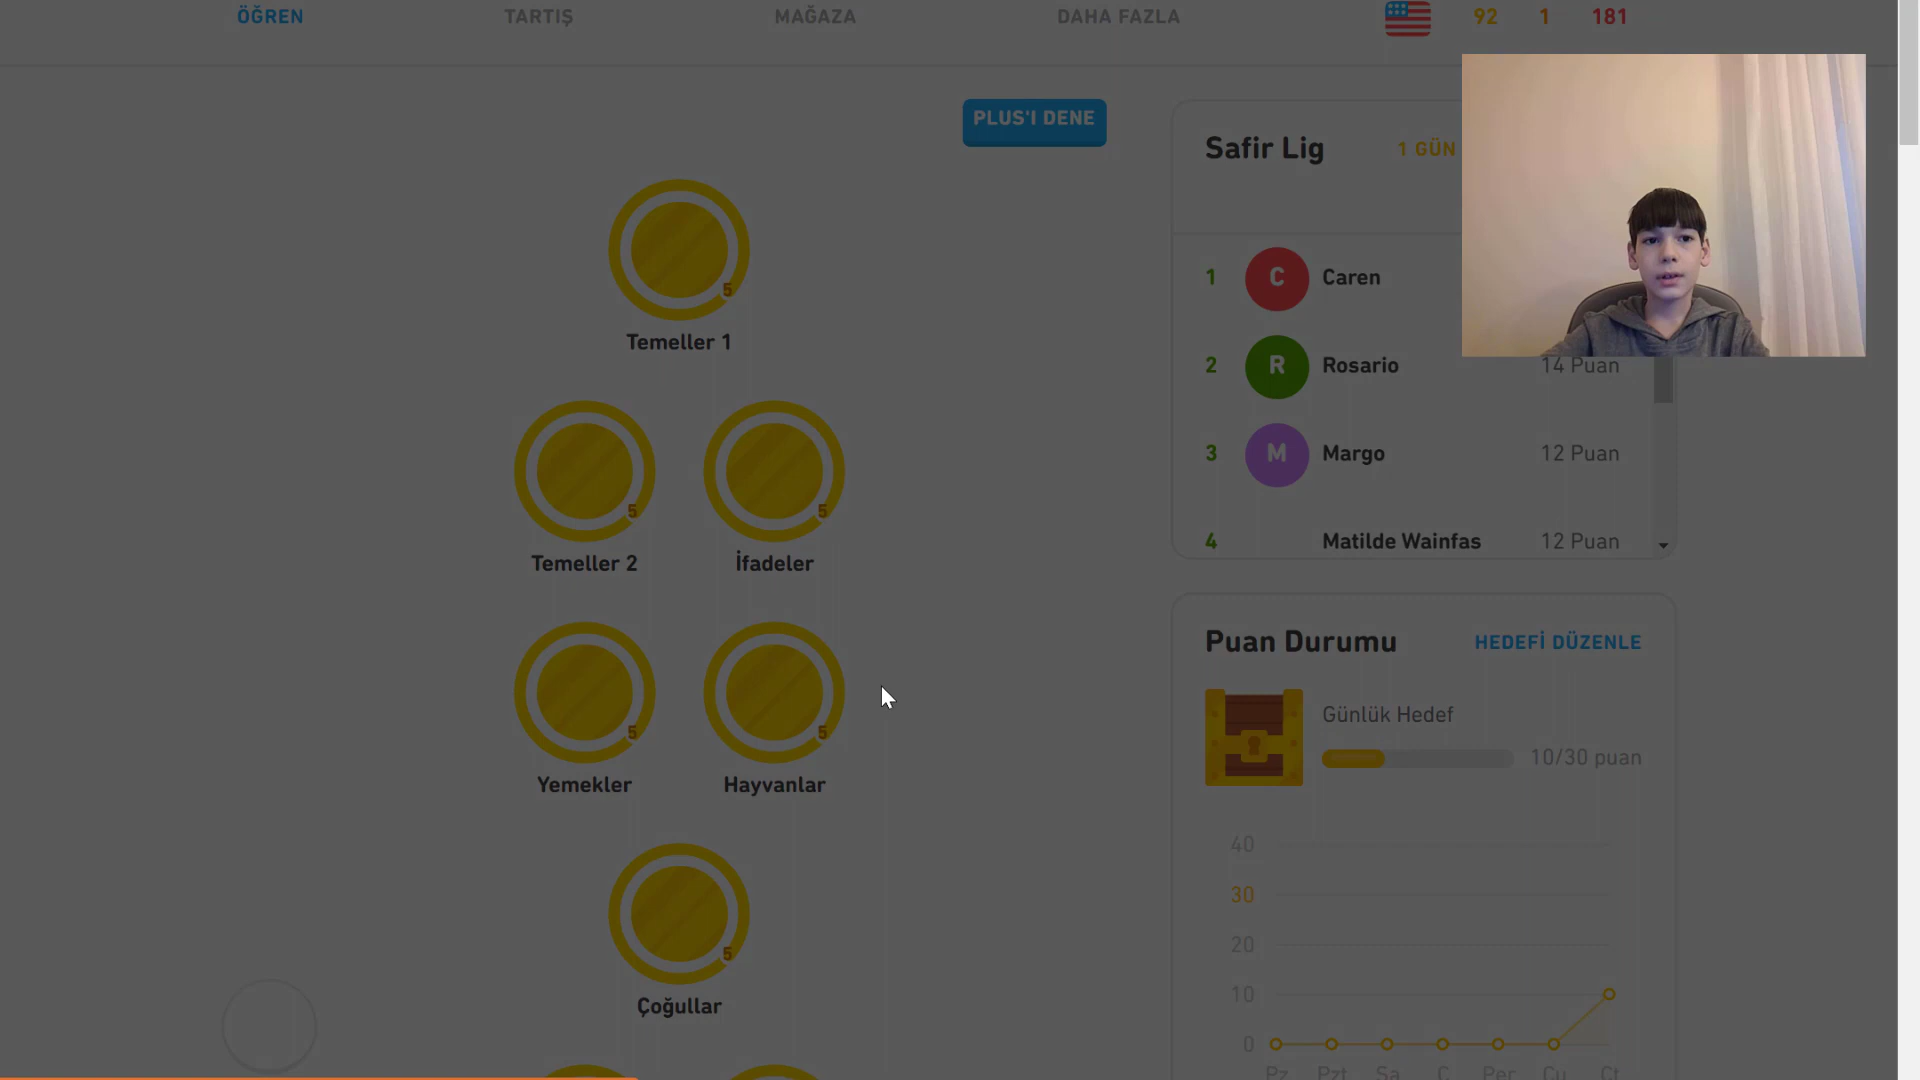 ÖĞREN TARTIŞ MAĞAZA DAHA FAZLA 92 1 181
PLUS'I DENE
Temeller 1
5
Temeller 2
5
İfadeler
5
Yemekler
5
Hayvanlar
5
Çoğullar
5
Safir Lig 1 GÜN
1 C Caren
2 R Rosario 14 Puan
3 M Margo 12 Puan
4 Matilde Wainfas 12 Puan
Puan Durumu HEDEFİ DÜZENLE
Günlük Hedef
10/30 puan
40
30
20
10
0
Pz Pzt Sa Ç Per Cu Ct